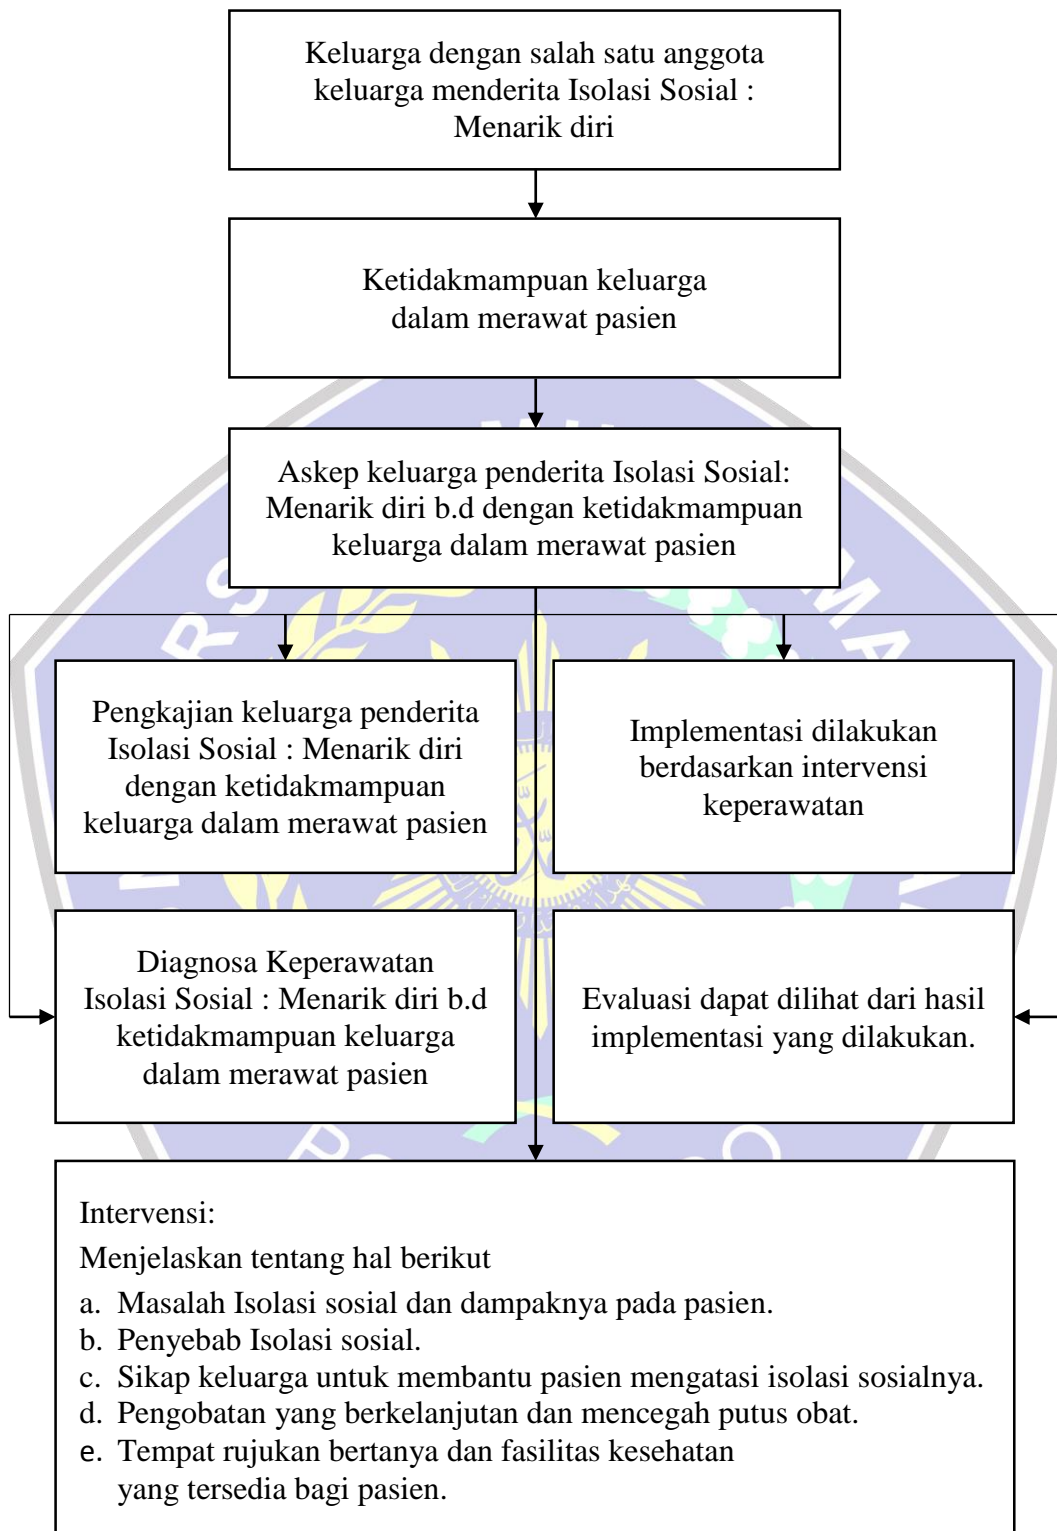 Keluarga dengan salah satu anggota
keluarga menderita Isolasi Sosial :
Menarik diri
Ketidakmampuan keluarga
dalam merawat pasien
Askep keluarga penderita Isolasi Sosial:
Menarik diri b.d dengan ketidakmampuan
keluarga dalam merawat pasien
Pengkajian keluarga penderita
Isolasi Sosial : Menarik diri
dengan ketidakmampuan
keluarga dalam merawat pasien
Implementasi dilakukan
berdasarkan intervensi
keperawatan
Diagnosa Keperawatan
Isolasi Sosial : Menarik diri b.d
ketidakmampuan keluarga
dalam merawat pasien
Evaluasi dapat dilihat dari hasil
implementasi yang dilakukan.
Intervensi:
Menjelaskan tentang hal berikut
a. Masalah Isolasi sosial dan dampaknya pada pasien.
b. Penyebab Isolasi sosial.
c. Sikap keluarga untuk membantu pasien mengatasi isolasi sosialnya.
d. Pengobatan yang berkelanjutan dan mencegah putus obat.
e. Tempat rujukan bertanya dan fasilitas kesehatan
yang tersedia bagi pasien.